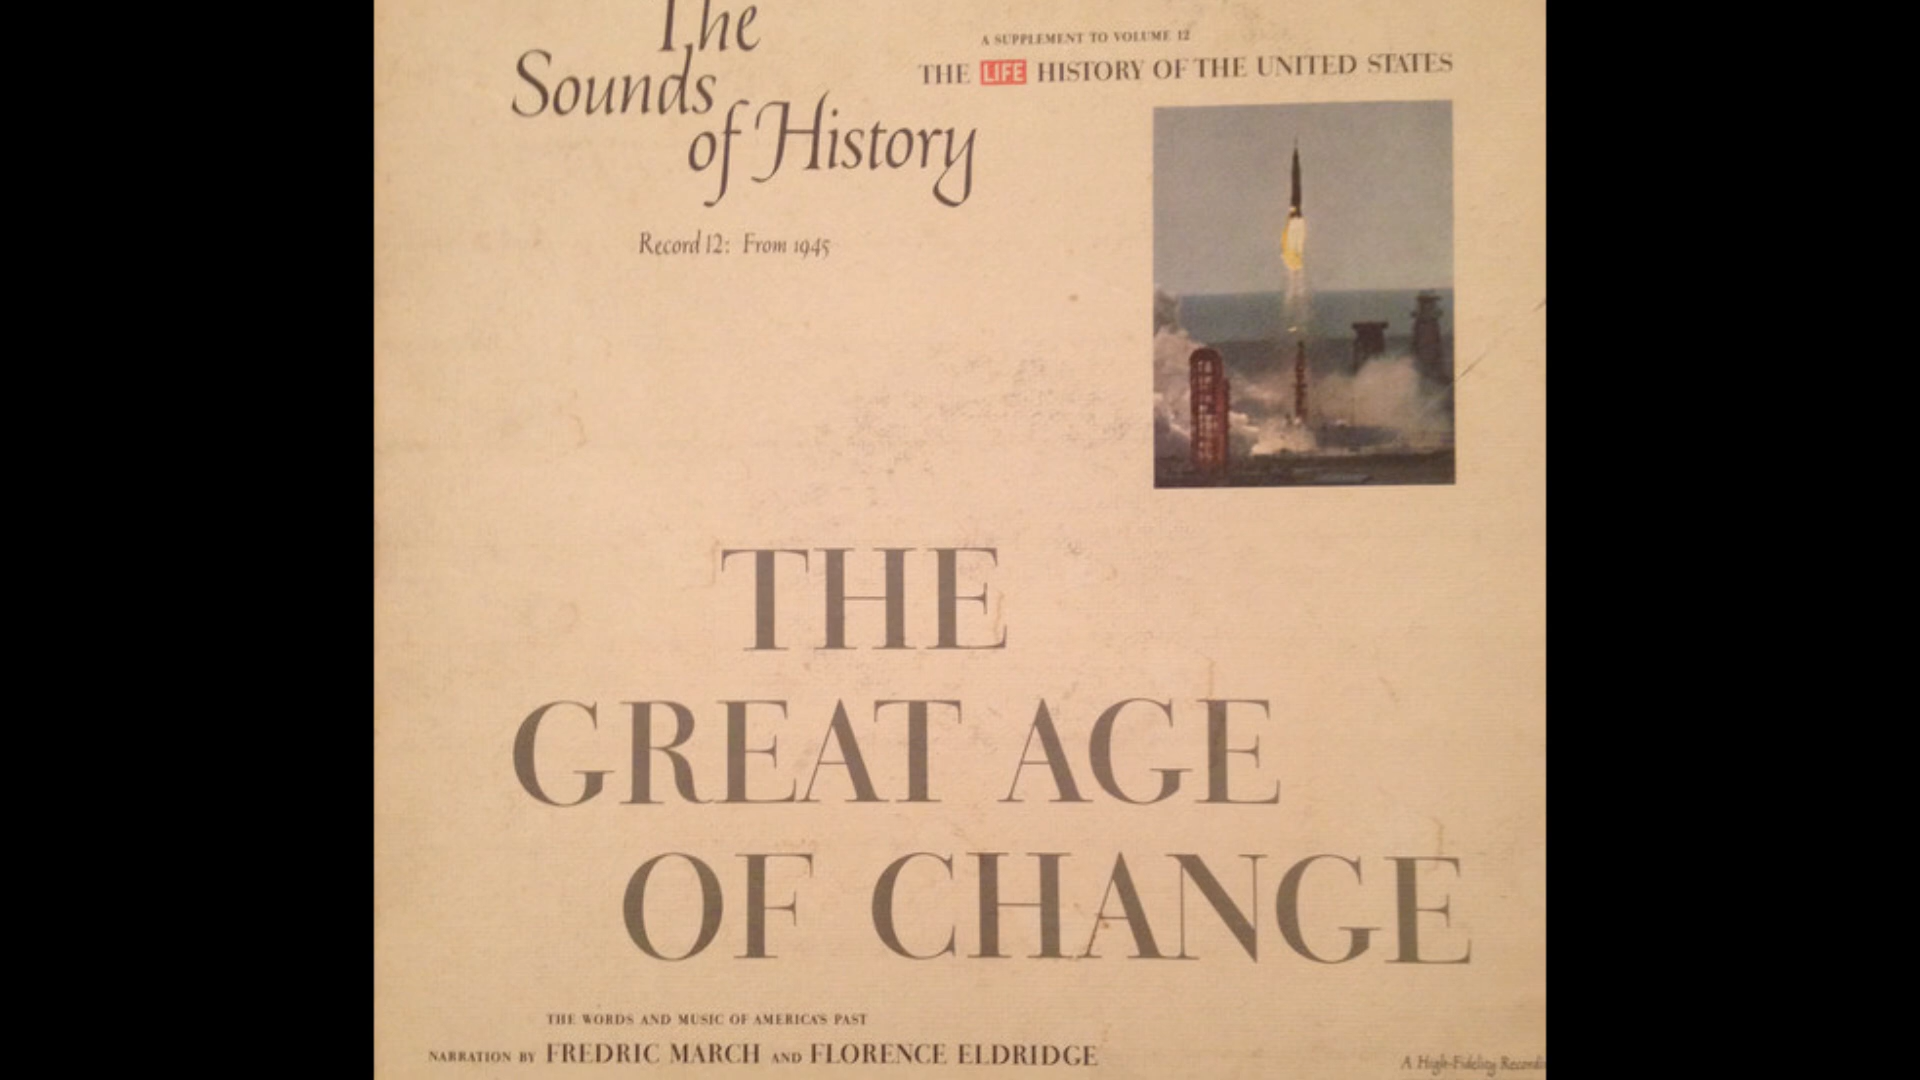 The
Sounds
of History
Record 12: From 1945
A SUPPLEMENT TO VOLUME 12
THE LIFE HISTORY OF THE UNITED STATES
THE
GREAT AGE
OF CHANGE
THE WORDS AND MUSIC OF AMERICA'S PAST
NARRATION BY FREDRIC MARCH AND FLORENCE ELDRIDGE
A High-Fidelity